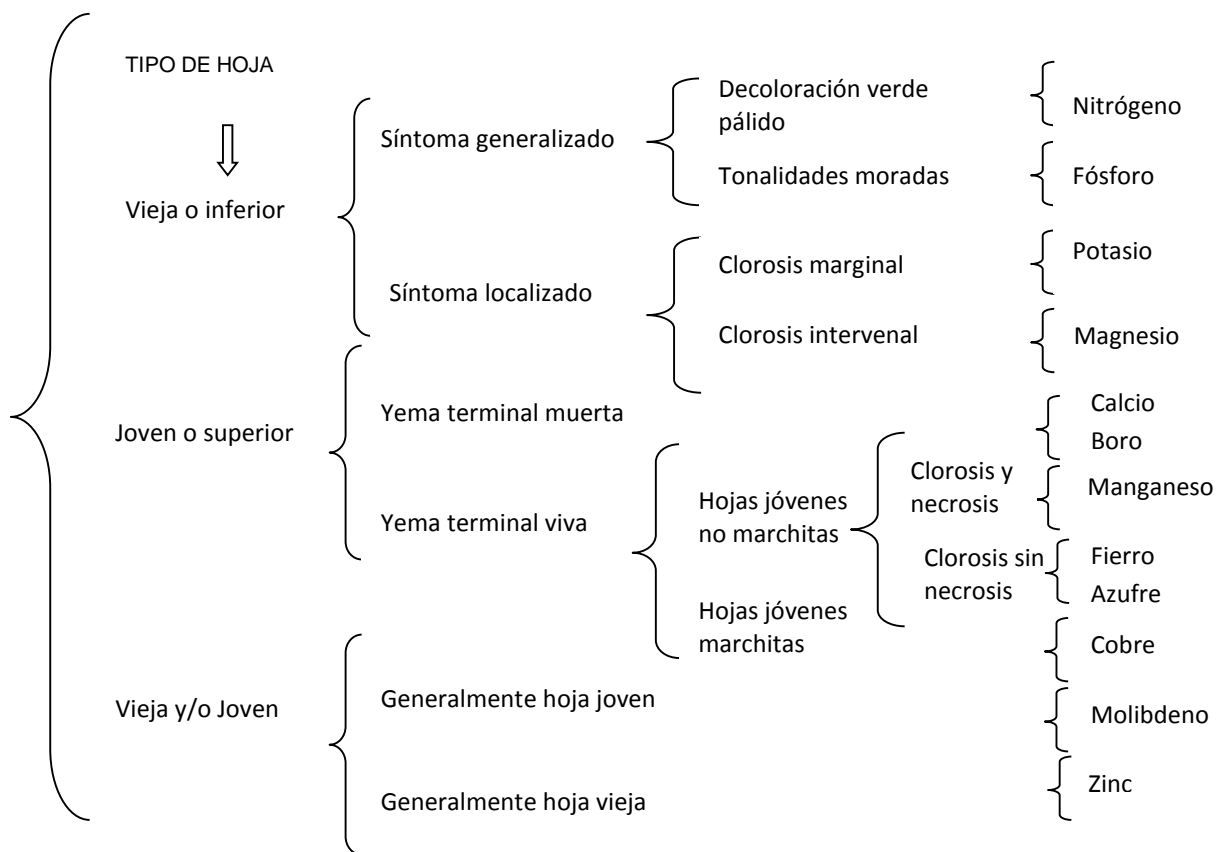 TIPO DE HOJA
Vieja o inferior
Síntoma generalizado
Decoloración verde
pálido
Nitrógeno
Tonalidades moradas
Fósforo
Síntoma localizado
Clorosis marginal
Potasio
Clorosis intervenal
Magnesio
Joven o superior
Yema terminal muerta
Calcio
Boro
Yema terminal viva
Hojas jóvenes
no marchitas
Clorosis y
necrosis
Manganeso
Clorosis sin
necrosis
Fierro
Azufre
Hojas jóvenes
marchitas
Cobre
Vieja y/o Joven
Generalmente hoja joven
Molibdeno
Generalmente hoja vieja
Zinc